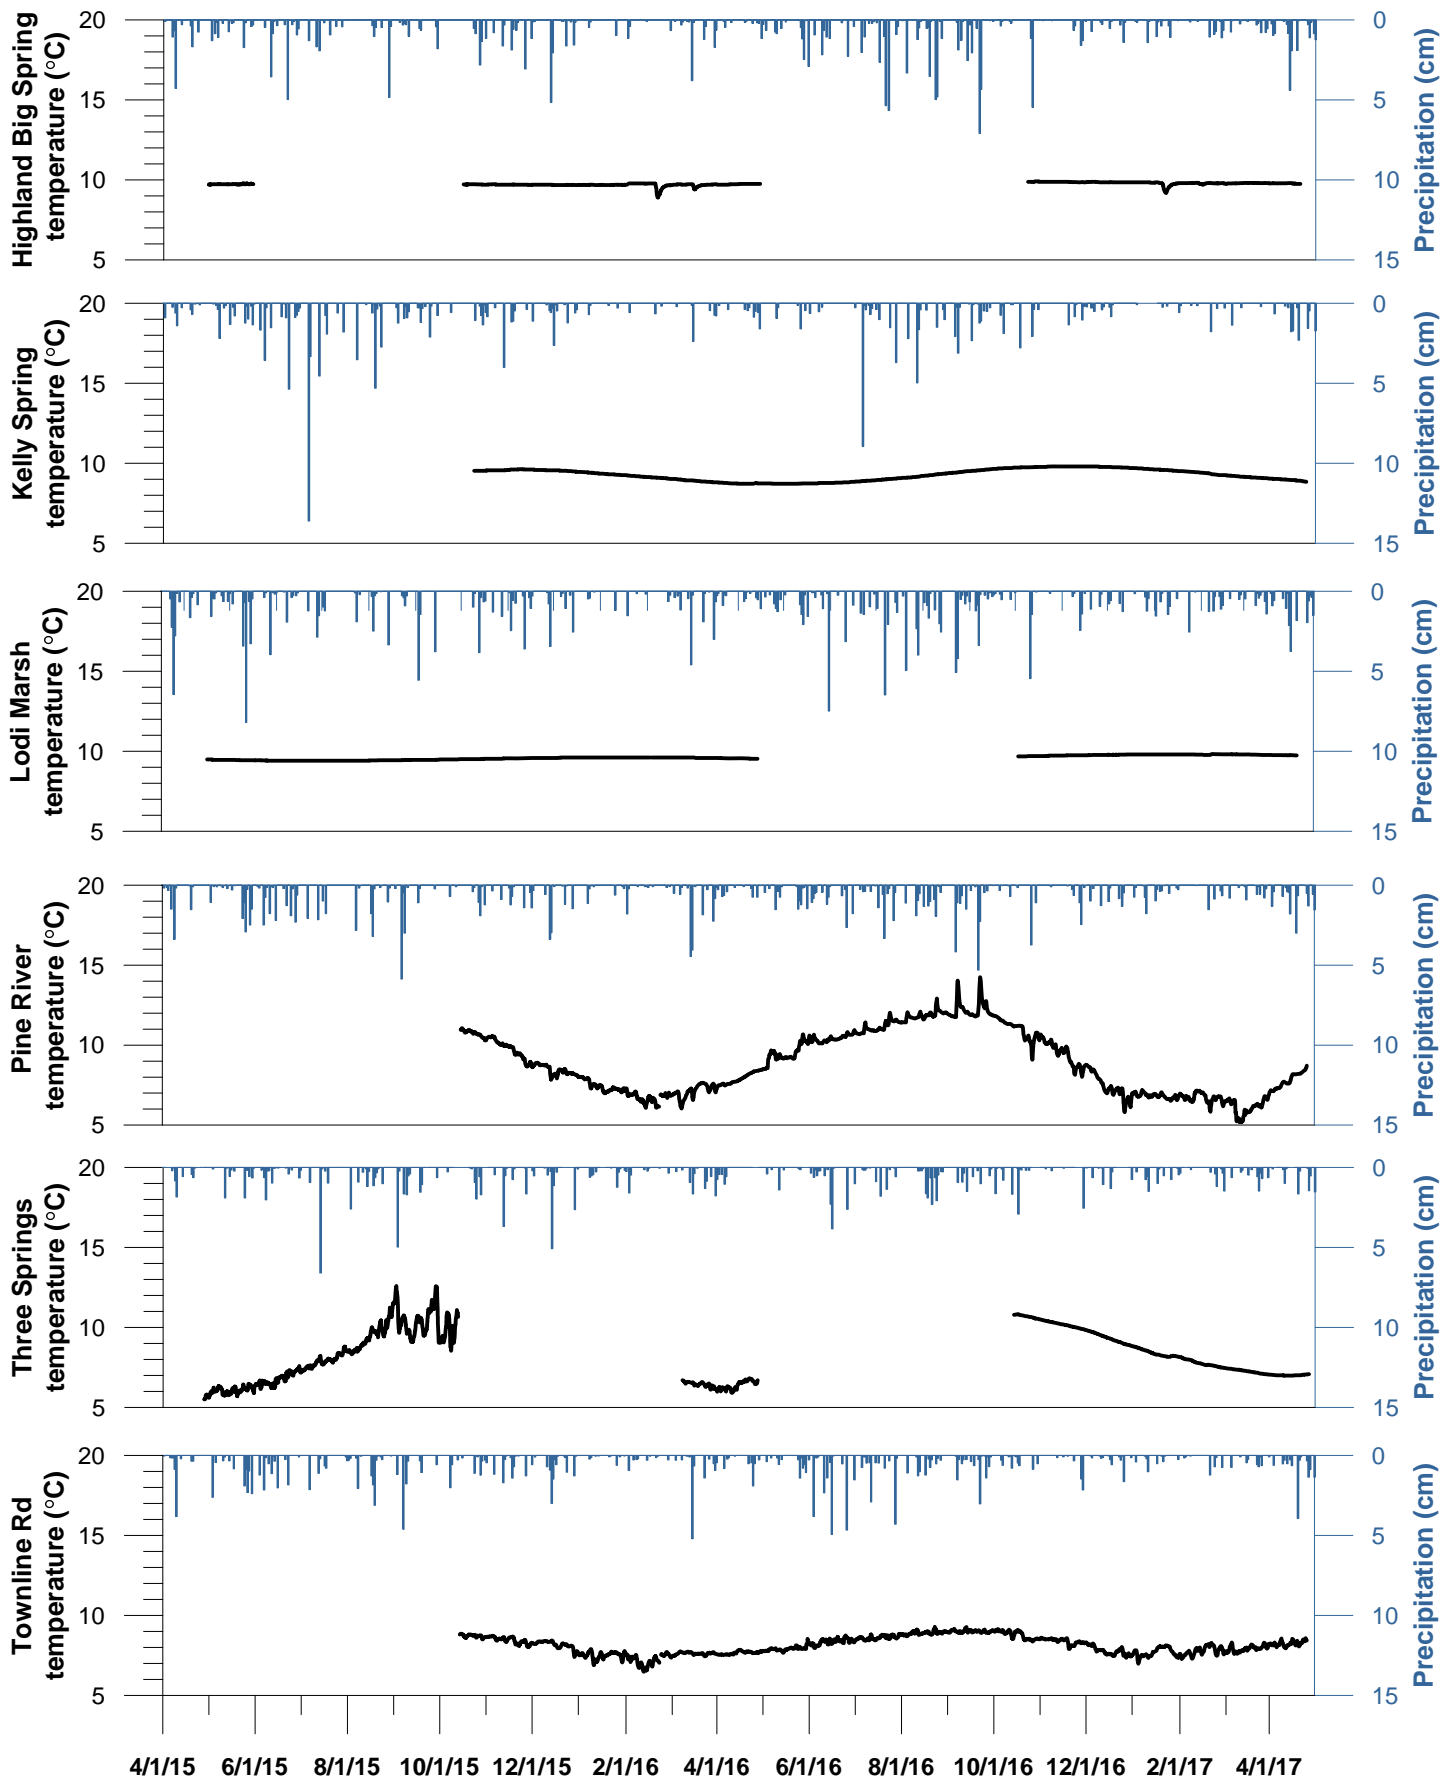 Highland Big Spring
temperature (°C)
20
15
10
5
0
5
10
15
Precipitation (cm)
Kelly Spring
temperature (°C)
20
15
10
5
0
5
10
15
Precipitation (cm)
Lodi Marsh
temperature (°C)
20
15
10
5
0
5
10
15
Precipitation (cm)
Pine River
temperature (°C)
20
15
10
5
0
5
10
15
Precipitation (cm)
Three Springs
temperature (°C)
20
15
10
5
0
5
10
15
Precipitation (cm)
Townline Rd
temperature (°C)
20
15
10
5
0
5
10
15
Precipitation (cm)
4/1/15 6/1/15 8/1/15 10/1/15 12/1/15 2/1/16 4/1/16 6/1/16 8/1/16 10/1/16 12/1/16 2/1/17 4/1/17